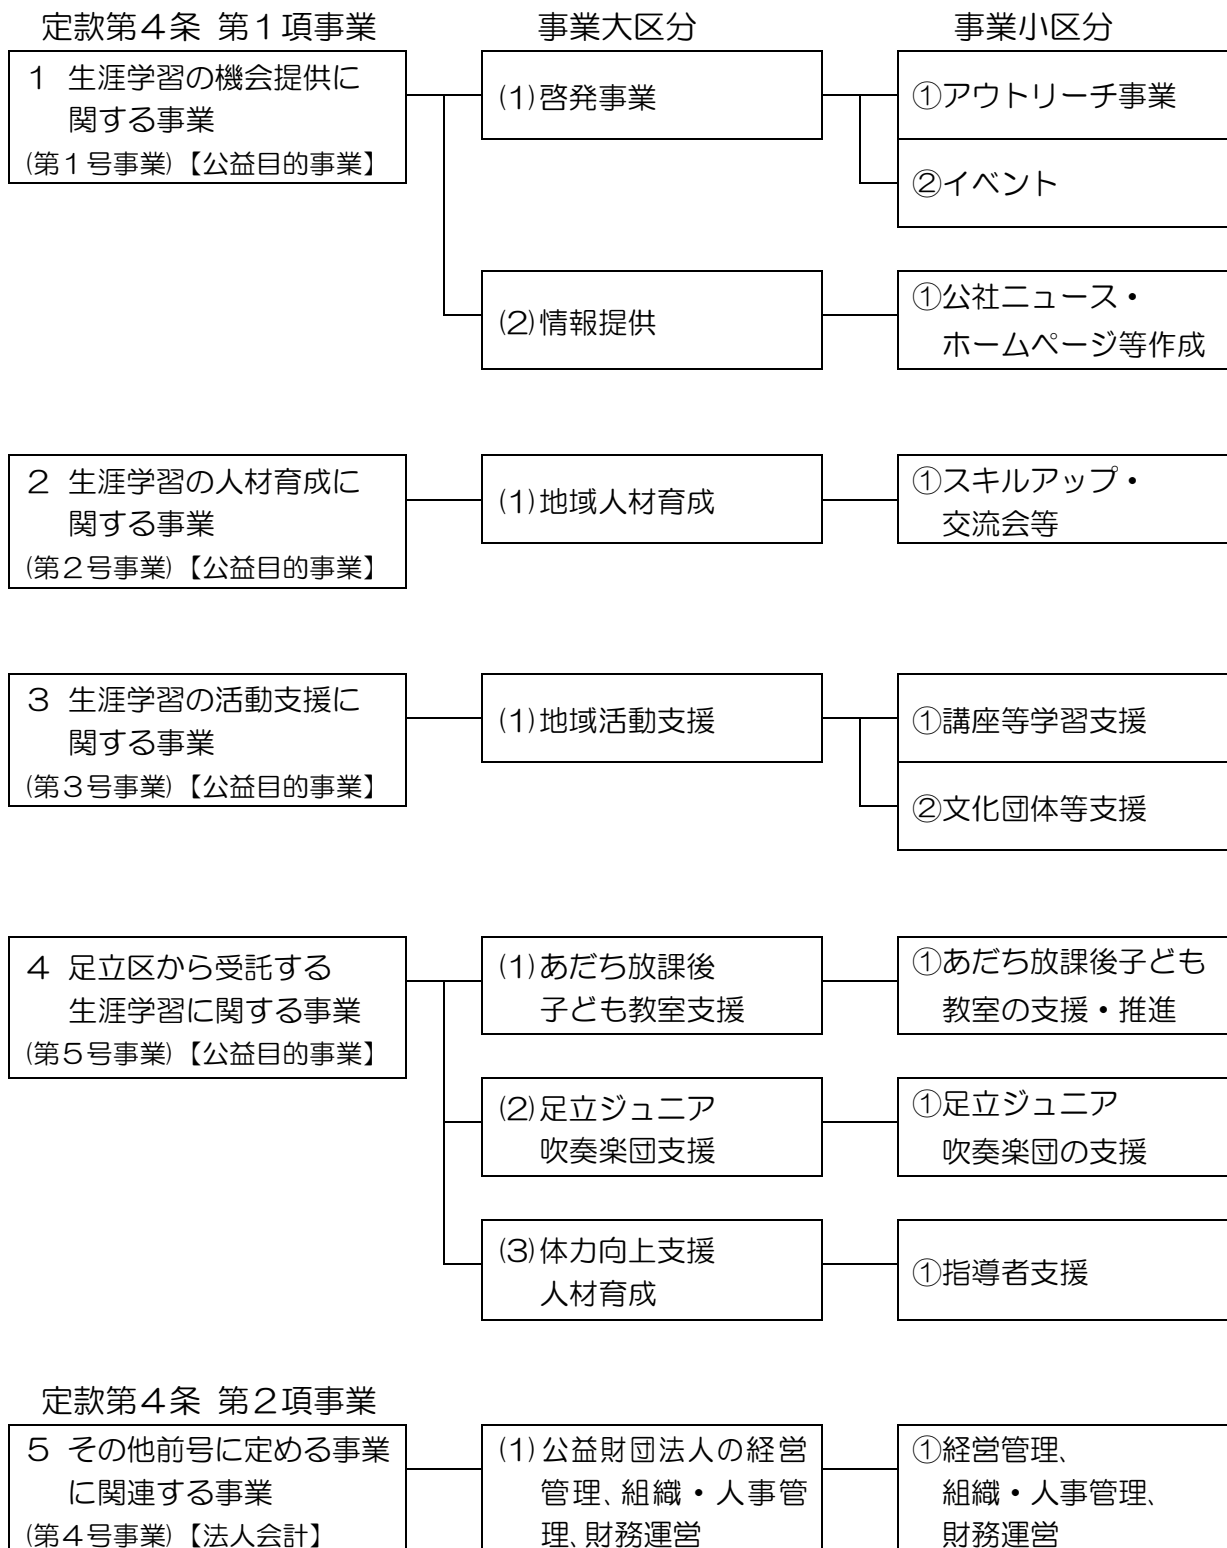 定款第４条 第１項事業
事業大区分
事業小区分
１ 生涯学習の機会提供に
関する事業
(第１号事業)【公益目的事業】
(1)啓発事業
①アウトリーチ事業
②イベント
(2)情報提供
①公社ニュース・
ホームページ等作成
２ 生涯学習の人材育成に
関する事業
(第２号事業)【公益目的事業】
(1)地域人材育成
①スキルアップ・
交流会等
３ 生涯学習の活動支援に
関する事業
(第３号事業)【公益目的事業】
(1)地域活動支援
①講座等学習支援
②文化団体等支援
４ 足立区から受託する
生涯学習に関する事業
(第５号事業)【公益目的事業】
(1)あだち放課後
子ども教室支援
①あだち放課後子ども
教室の支援・推進
(2)足立ジュニア
吹奏楽団支援
①足立ジュニア
吹奏楽団の支援
(3)体力向上支援
人材育成
①指導者支援
定款第４条 第２項事業
５ その他前号に定める事業
に関連する事業
(第４号事業)【法人会計】
(1)公益財団法人の経営
管理、組織・人事管
理、財務運営
①経営管理、
組織・人事管理、
財務運営